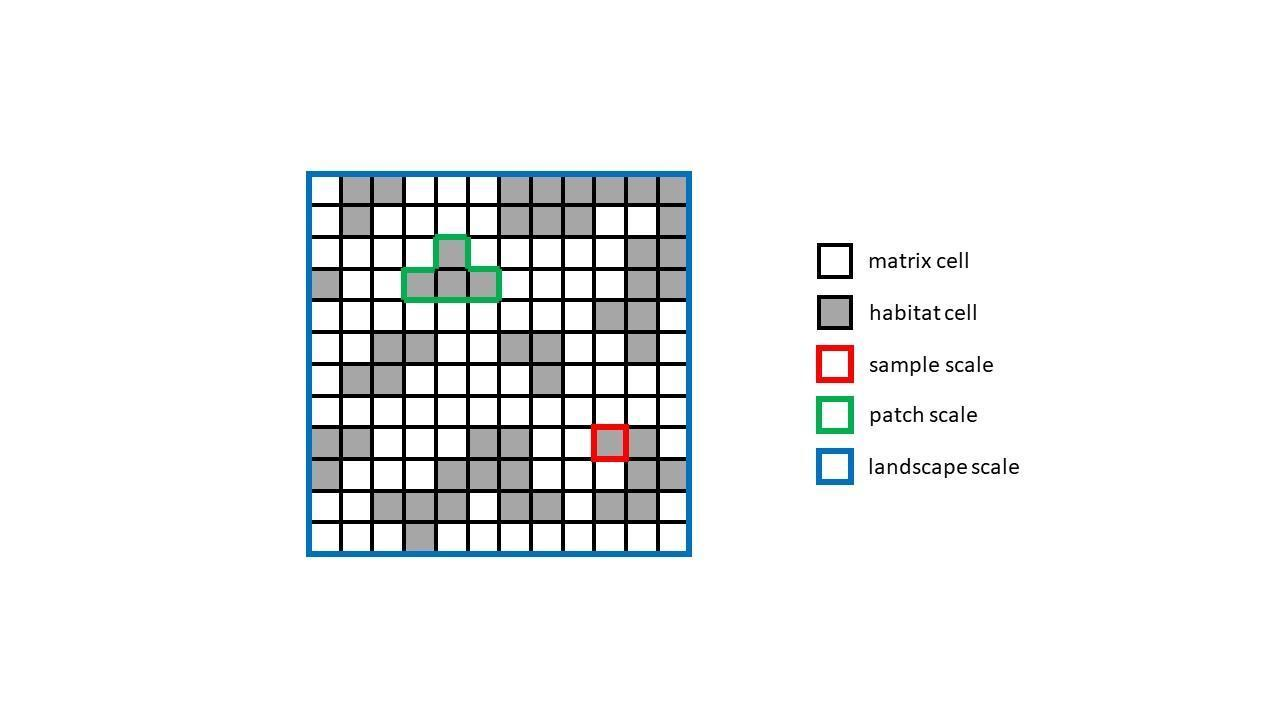 matrix cell
habitat cell
sample scale
patch scale
landscape scale